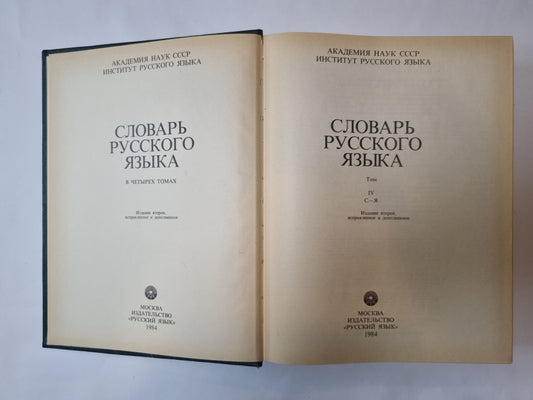 АКАДЕМИЯ НАУК СССР
ИНСТИТУТ РУССКОГО ЯЗЫКА
СЛОВАРЬ
РУССКОГО
ЯЗЫКА
В ЧЕТЫРЕХ ТОМАХ
Издание второе,
исправленное и дополненное
МОСКВА
ИЗДАТЕЛЬСТВО
«РУССКИЙ ЯЗЫК»
1984
АКАДЕМИЯ НАУК СССР
ИНСТИТУТ РУССКОГО ЯЗЫКА
СЛОВАРЬ
РУССКОГО
ЯЗЫКА
Том
IV
С—Я
Издание второе,
исправленное и дополненное
МОСКВА
ИЗДАТЕЛЬСТВО
«РУССКИЙ ЯЗЫК»
1984